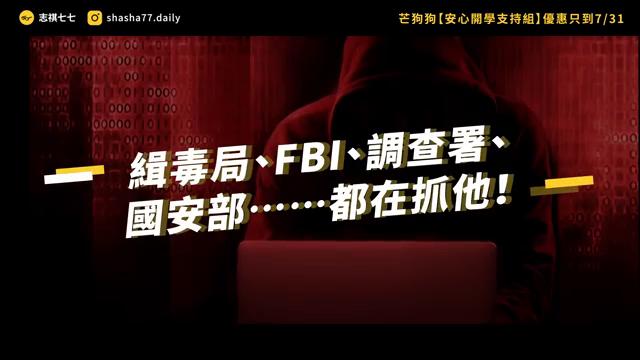 志祺七七
shasha77.daily
芒狗狗【安心開學支持組】優惠只到7/31
緝毒局、FBI、調查署、
國安部⋯⋯都在抓他!